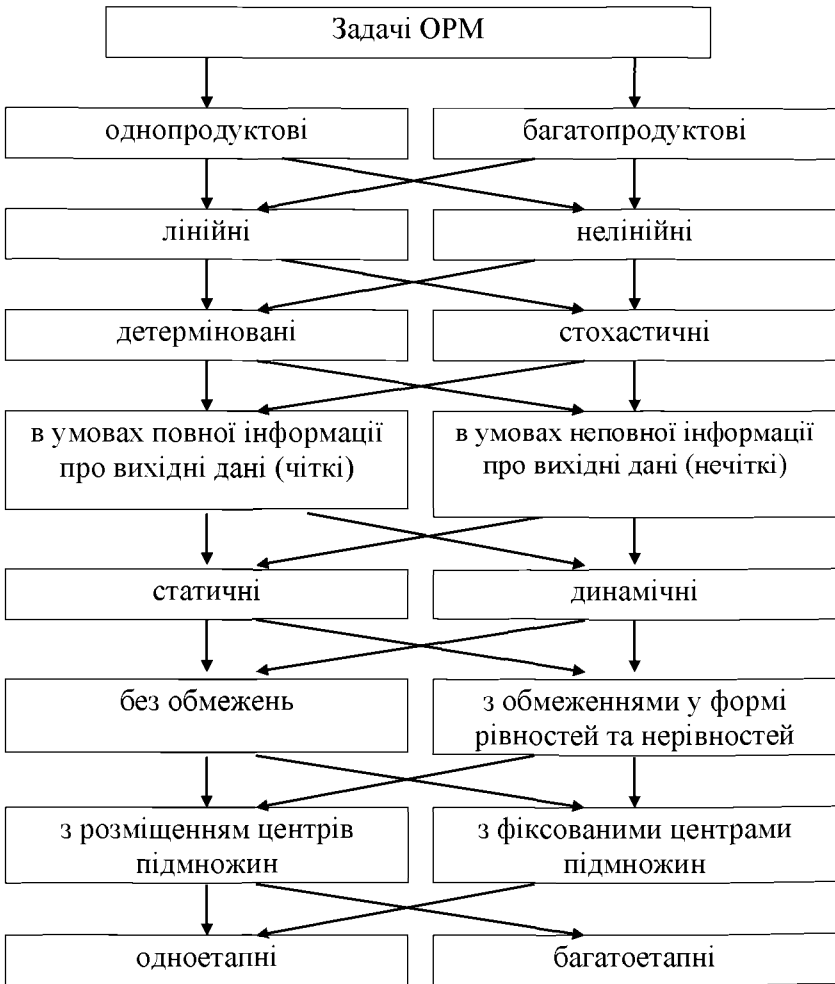 Задачі ОРМ
однопродуктові
багатопродуктові
лінійні
нелінійні
детерміновані
стохастичні
в умовах повної інформації
про вихідні дані (чіткі)
в умовах неповної інформації
про вихідні дані (нечіткі)
статичні
динамічні
без обмежень
з обмеженнями у формі
рівностей та нерівностей
з розміщенням центрів
підмножин
з фіксованими центрами
підмножин
одноетапні
багатоетапні